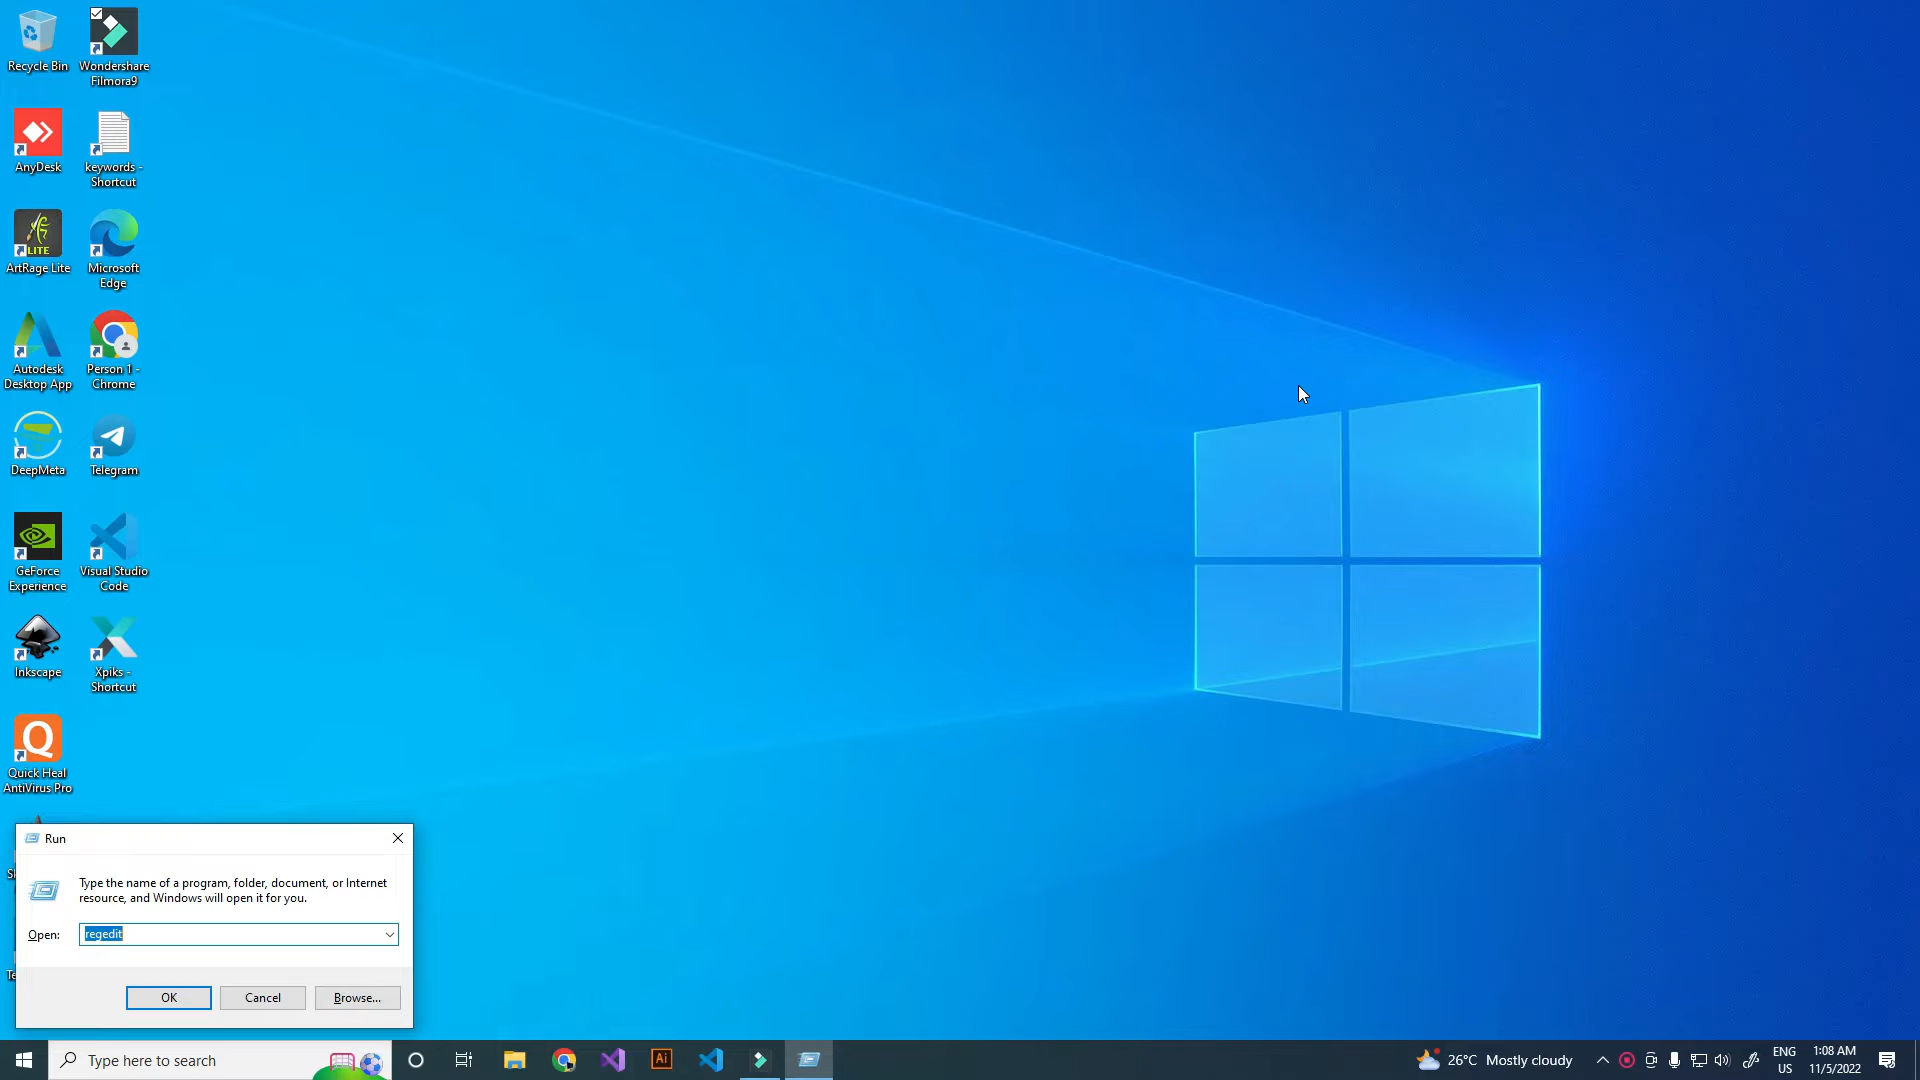 Recycle Bin
Wondershare
Filmora9
AnyDesk
keywords -
Shortcut
LITE
ArtRage Lite
Microsoft
Edge
Autodesk
Desktop App
Person 1 -
Chrome
DeepMeta
Telegram
GeForce
Experience
Visual Studio
Code
Inkscape
Xpiks -
Shortcut
Quick Heal
AntiVirus Pro
Run
Type the name of a program, folder, document, or Internet
resource, and Windows will open it for you.
Open:
regedit
OK
Cancel
Browse...
Type here to search
Ai
26°C Mostly cloudy
ENG
US
1:08 AM
11/5/2022